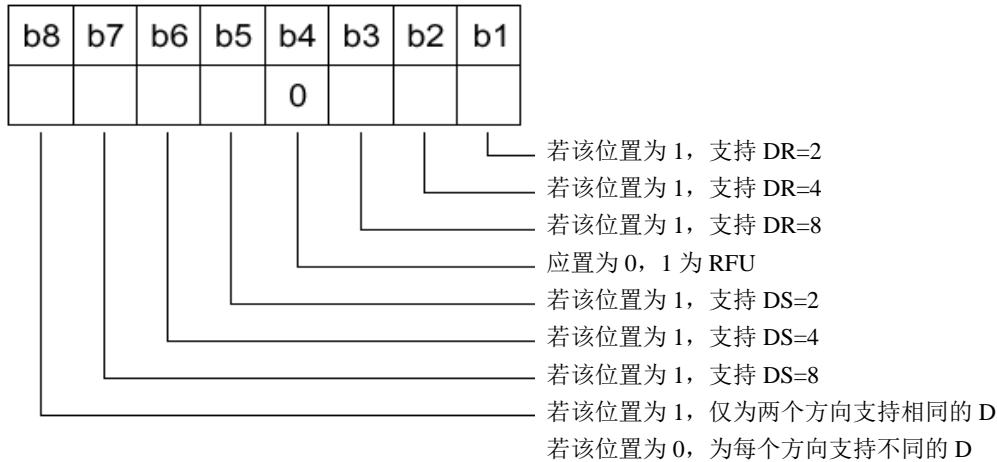 b8 b7 b6 b5 b4 b3 b2 b1
0
若该位置为 1，支持 DR=2
若该位置为 1，支持 DR=4
若该位置为 1，支持 DR=8
应置为 0，1 为 RFU
若该位置为 1，支持 DS=2
若该位置为 1，支持 DS=4
若该位置为 1，支持 DS=8
若该位置为 1，仅为两个方向支持相同的 D
若该位置为 0，为每个方向支持不同的 D